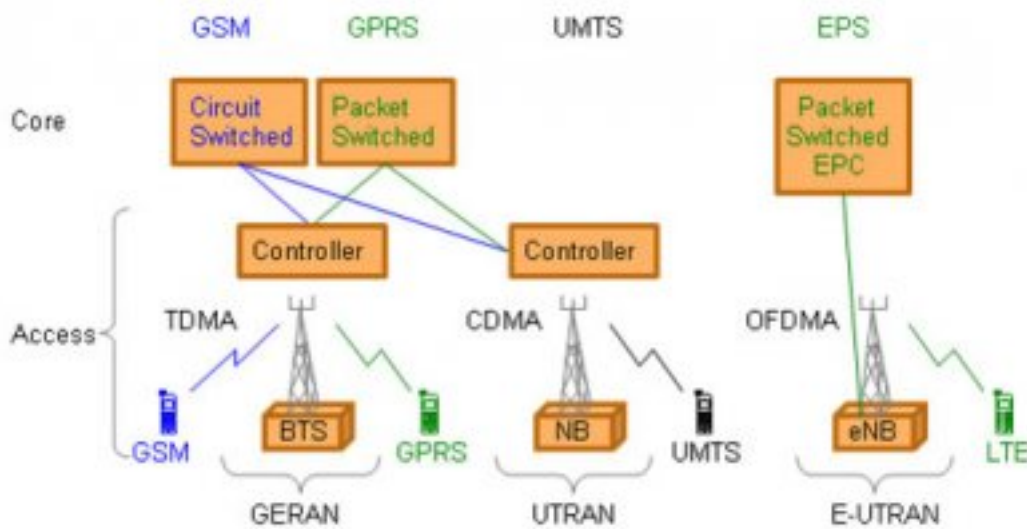 GSM GPRS UMTS EPS
Core
Circuit
Switched
Packet
Switched
Packet
Switched
EPC
Controller Controller
Access
TDMA CDMA OFDMA
BTS NB eNB
GSM GPRS UMTS LTE
GERAN UTRAN E-UTRAN